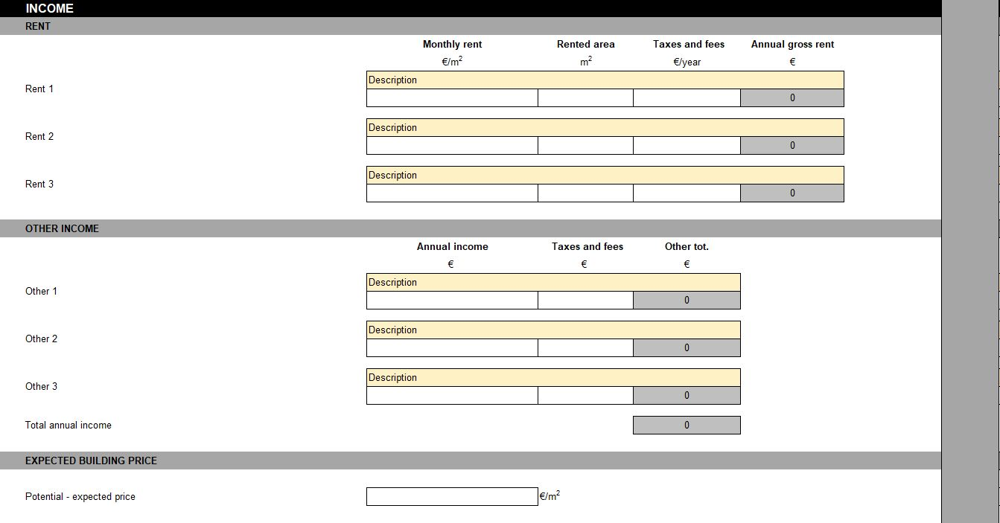 INCOME
RENT
Monthly rent Rented area Taxes and fees Annual gross rent
€/m² m² €/year €
Description
Rent 1
0
Description
Rent 2
0
Description
Rent 3
0
OTHER INCOME
Annual income Taxes and fees Other tot.
€ € €
Description
Other 1
0
Description
Other 2
0
Description
Other 3
0
Total annual income 0
EXPECTED BUILDING PRICE
Potential - expected price €/m²